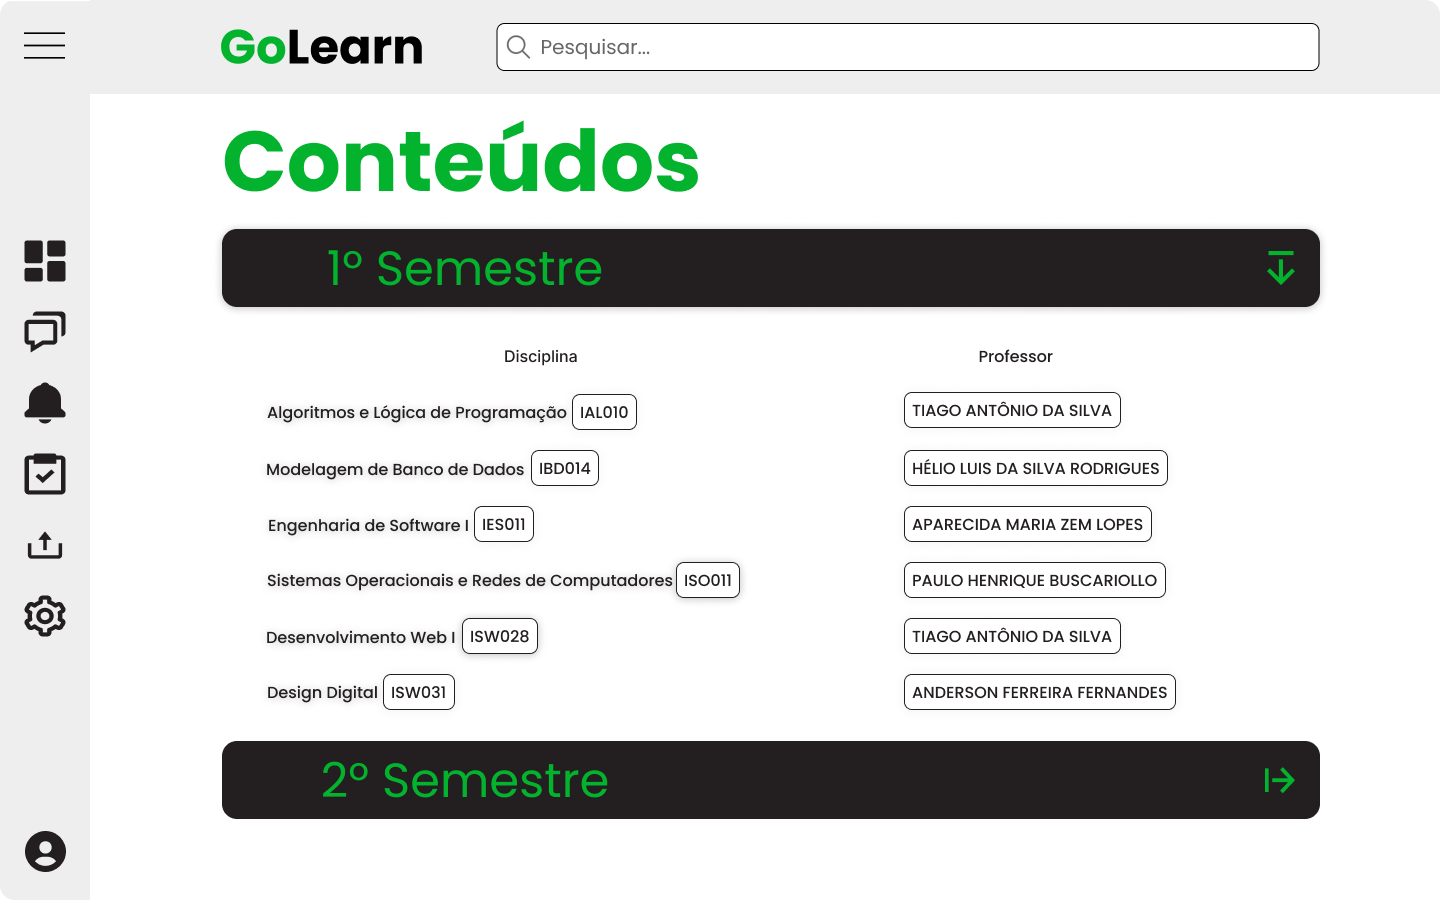 GoLearn
Pesquisar...
Conteúdos
1º Semestre
Disciplina Professor
Algoritmos e Lógica de Programação IAL010 TIAGO ANTÔNIO DA SILVA
Modelagem de Banco de Dados IBD014 HÉLIO LUIS DA SILVA RODRIGUES
Engenharia de Software I IES011 APARECIDA MARIA ZEM LOPES
Sistemas Operacionais e Redes de Computadores ISO011 PAULO HENRIQUE BUSCARIOLLO
Desenvolvimento Web I ISW028 TIAGO ANTÔNIO DA SILVA
Design Digital ISW031 ANDERSON FERREIRA FERNANDES
2º Semestre